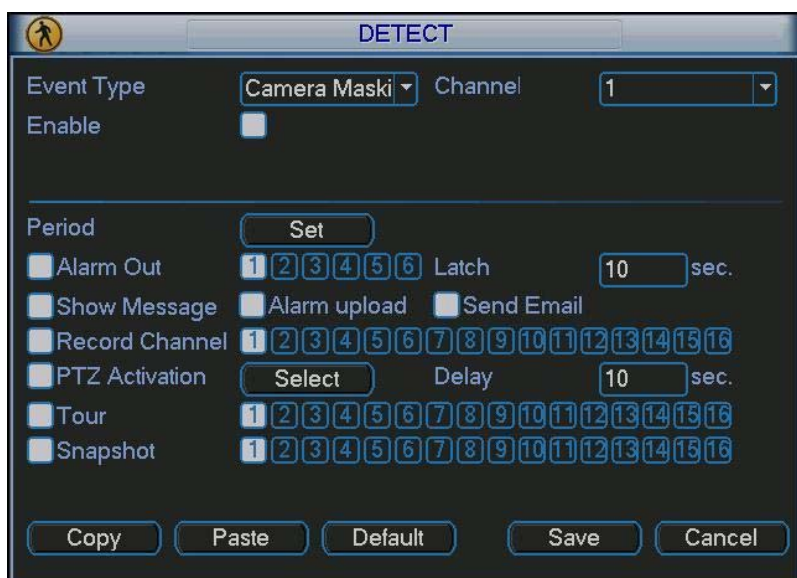 DETECT
Event Type Camera Maski Channel 1
Enable
Period Set
Alarm Out 1 2 3 4 5 6 Latch 10 sec.
Show Message Alarm upload Send Email
Record Channel 1 2 3 4 5 6 7 8 9 10 11 12 13 14 15 16
PTZ Activation Select Delay 10 sec.
Tour 1 2 3 4 5 6 7 8 9 10 11 12 13 14 15 16
Snapshot 1 2 3 4 5 6 7 8 9 10 11 12 13 14 15 16
Copy Paste Default Save Cancel